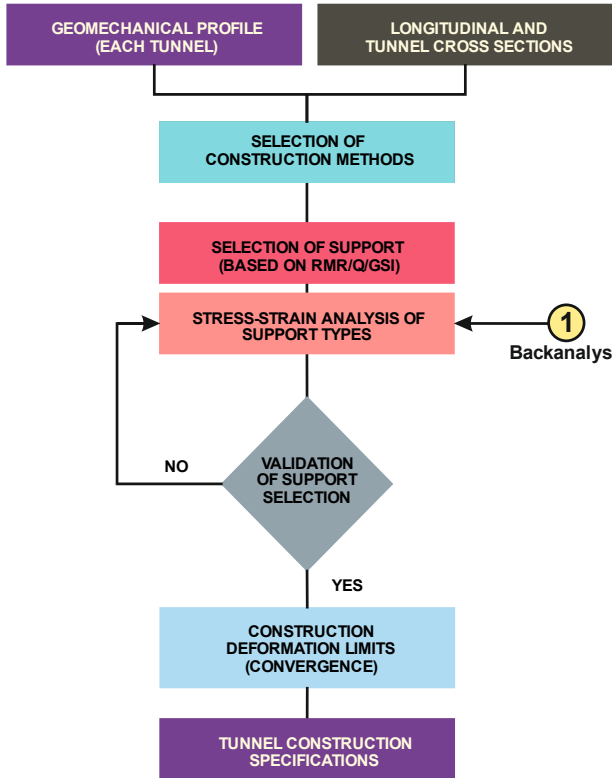 GEOMECHANICAL PROFILE
(EACH TUNNEL)
LONGITUDINAL AND
TUNNEL CROSS SECTIONS
SELECTION OF
CONSTRUCTION METHODS
SELECTION OF SUPPORT
(BASED ON RMR/Q/GSI)
STRESS-STRAIN ANALYSIS OF
SUPPORT TYPES
1
Backanalys
NO
VALIDATION
OF SUPPORT
SELECTION
YES
CONSTRUCTION
DEFORMATION LIMITS
(CONVERGENCE)
TUNNEL CONSTRUCTION
SPECIFICATIONS